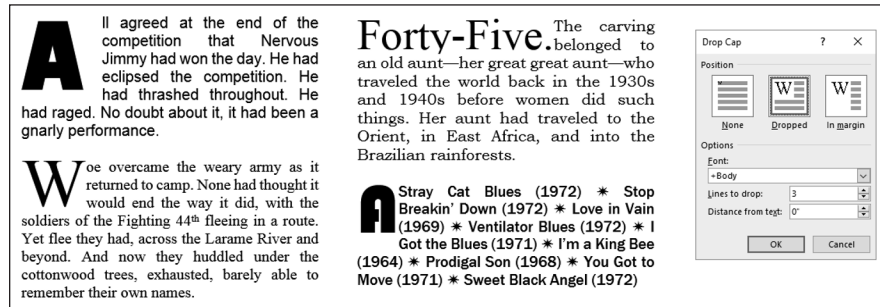 All agreed at the end of the
competition that Nervous
Jimmy had won the day. He had
eclipsed the competition. He
had thrashed throughout. He
had raged. No doubt about it, it had been a
gnarly performance.
Woe overcame the weary army as it
returned to camp. None had thought it
would end the way it did, with the
soldiers of the Fighting 44th fleeing in a route.
Yet flee they had, across the Larame River and
beyond. And now they huddled under the
cottonwood trees, exhausted, barely able to
remember their own names.
Forty-Five. The carving
belonged to
an old aunt—her great great aunt—who
traveled the world back in the 1930s
and 1940s before women did such
things. Her aunt had traveled to the
Orient, in East Africa, and into the
Brazilian rainforests.
A Stray Cat Blues (1972) ✷ Stop
Breakin' Down (1972) ✷ Love in Vain
(1969) ✷ Ventilator Blues (1972) ✷ I
Got the Blues (1971) ✷ I'm a King Bee
(1964) ✷ Prodigal Son (1968) ✷ You Got to
Move (1971) ✷ Sweet Black Angel (1972)
Drop Cap ? ×
Position
W W
None Dropped In margin
Options
Font:
+Body
Lines to drop: 3
Distance from text: 0"
OK Cancel